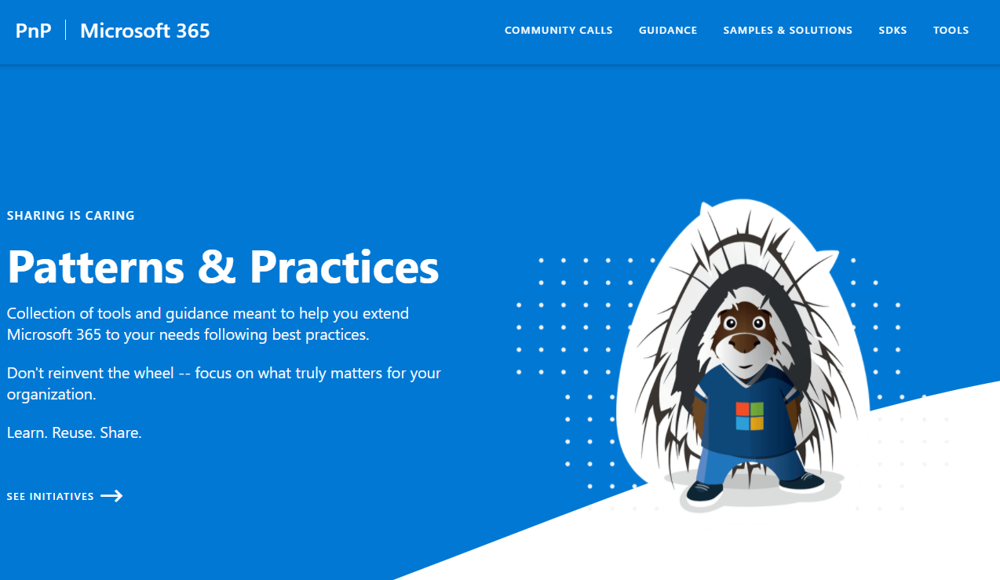 PnP | Microsoft 365
COMMUNITY CALLS GUIDANCE SAMPLES & SOLUTIONS SDKS TOOLS
SHARING IS CARING
Patterns & Practices
Collection of tools and guidance meant to help you extend
Microsoft 365 to your needs following best practices.
Don't reinvent the wheel -- focus on what truly matters for your
organization.
Learn. Reuse. Share.
SEE INITIATIVES